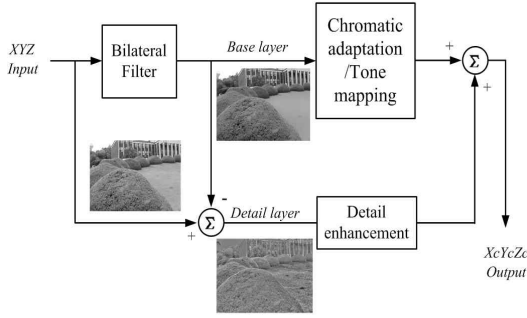 XYZ
Input
Bilateral
Filter
Base layer
Chromatic
adaptation
/Tone
mapping
+
Σ
+
-
+
Σ
Detail layer
Detail
enhancement
XcYcZc
Output